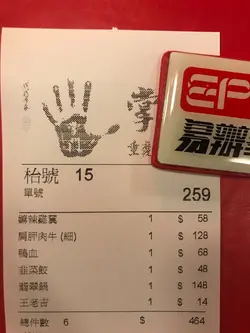 掌
重慶
EP
易辦事
枱號 15
單號 259
麻辣雞翼 1 $ 58
肩胛肉牛 (細) 1 $ 128
鴨血 1 $ 68
韭菜餃 1 $ 48
翡翠鍋 1 $ 148
王老吉 1 $ 14
總件數 6 $ 464